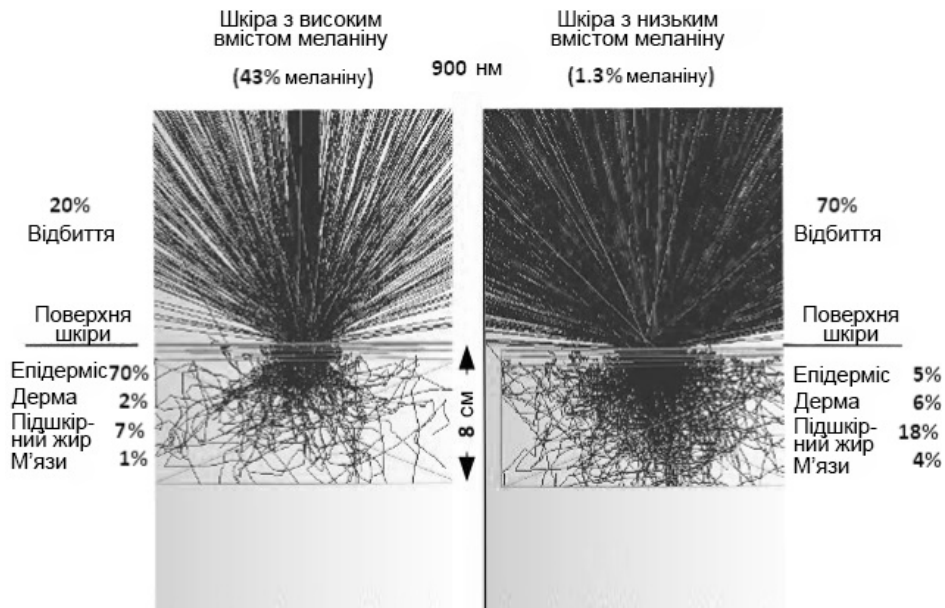 Шкіра з високим
вмістом меланіну
(43% меланіну)
900 нм
Шкіра з низьким
вмістом меланіну
(1.3% меланіну)
20%
Відбиття
70%
Відбиття
Поверхня
шкіри
Епідерміс 70%
Дерма 2%
Підшкір-
ний жир 7%
М'язи 1%
8 см
Поверхня
шкіри
Епідерміс 5%
Дерма 6%
Підшкір-
ний жир 18%
М'язи 4%